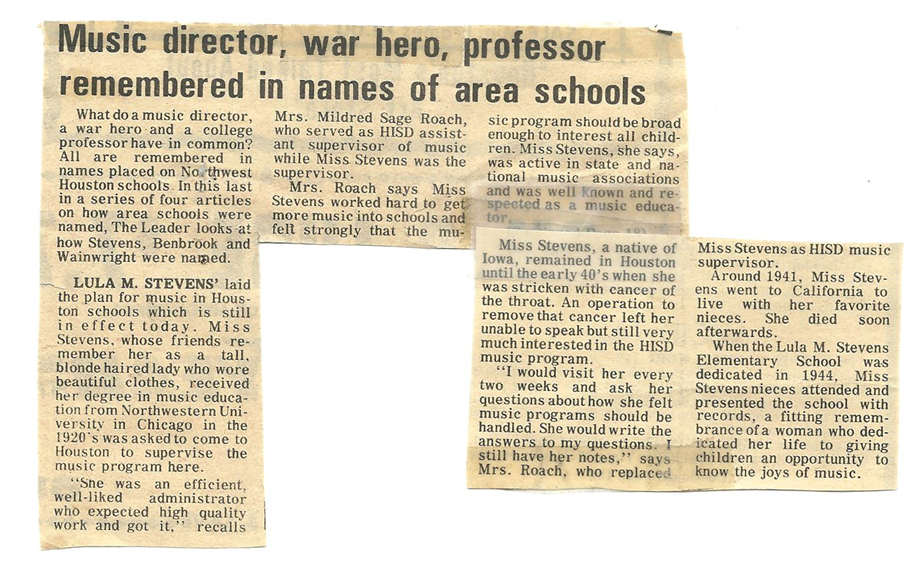 Music director, war hero, professor
remembered in names of area schools
What do a music director,
a war hero and a college
professor have in common?
All are remembered in
names placed on Northwest
Houston schools. In this last
in a series of four articles
on how area schools were
named, The Leader looks at
how Stevens, Benbrook and
Wainwright were named.
LULA M. STEVENS' laid
the plan for music in Hous-
ton schools which is still
in effect today. Miss
Stevens, whose friends re-
member her as a tall,
blonde haired lady who wore
beautiful clothes, received
her degree in music educa-
tion from Northwestern Uni-
versity in Chicago in the
1920's was asked to come to
Houston to supervise the
music program here.
"She was an efficient,
well-liked administrator
who expected high quality
work and got it," recalls
Mrs. Mildred Sage Roach,
who served as HISD assist-
ant supervisor of music
while Miss Stevens was the
supervisor.
Mrs. Roach says Miss
Stevens worked hard to get
more music into schools and
felt strongly that the mu-
sic program should be broad
enough to interest all child-
ren. Miss Stevens, she says,
was active in state and na-
tional music associations
and was well known and re-
spected as a music educa-
tor.
Miss Stevens, a native of
Iowa, remained in Houston
until the early 40's when she
was stricken with cancer of
the throat. An operation to
remove that cancer left her
unable to speak but still very
much interested in the HISD
music program.
"I would visit her every
two weeks and ask her
questions about how she felt
music programs should be
handled. She would write the
answers to my questions. I
still have her notes," says
Mrs. Roach, who replaced
Miss Stevens as HISD music
supervisor.
Around 1941, Miss Stev-
ens went to California to
live with her favorite
nieces. She died soon
afterwards.
When the Lula M. Stevens
Elementary School was
dedicated in 1944, Miss
Stevens nieces attended and
presented the school with
records, a fitting remem-
brance of a woman who ded-
icated her life to giving
children an opportunity to
know the joys of music.